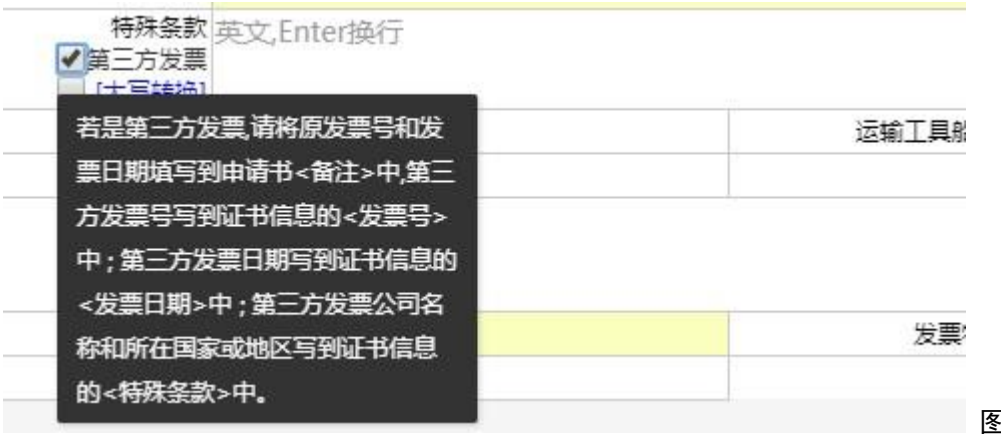 特殊条款 英文,Enter换行
第三方发票
[大写转换]
若是第三方发票,请将原发票号和发
票日期填写到申请书<备注>中,第三
方发票号写到证书信息的<发票号>
中;第三方发票日期写到证书信息的
<发票日期>中;第三方发票公司名
称和所在国家或地区写到证书信息
的<特殊条款>中。
运输工具船
发票
图